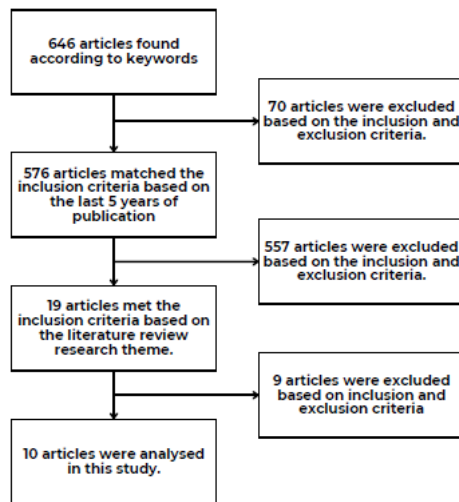 646 articles found
according to keywords
70 articles were excluded
based on the inclusion and
exclusion criteria.
576 articles matched the
inclusion criteria based on
the last 5 years of
publication
557 articles were excluded
based on the inclusion and
exclusion criteria.
19 articles met the
inclusion criteria based on
the literature review
research theme.
9 articles were excluded
based on inclusion and
exclusion criteria
10 articles were analysed
in this study.